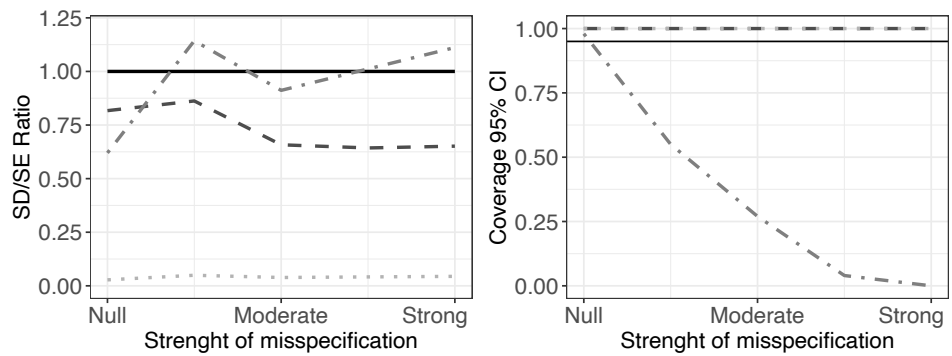 SD/SE Ratio
1.25
1.00
0.75
0.50
0.25
0.00
Null Moderate Strong
Strenght of misspecification
Coverage 95% CI
1.00
0.75
0.50
0.25
0.00
Null Moderate Strong
Strenght of misspecification